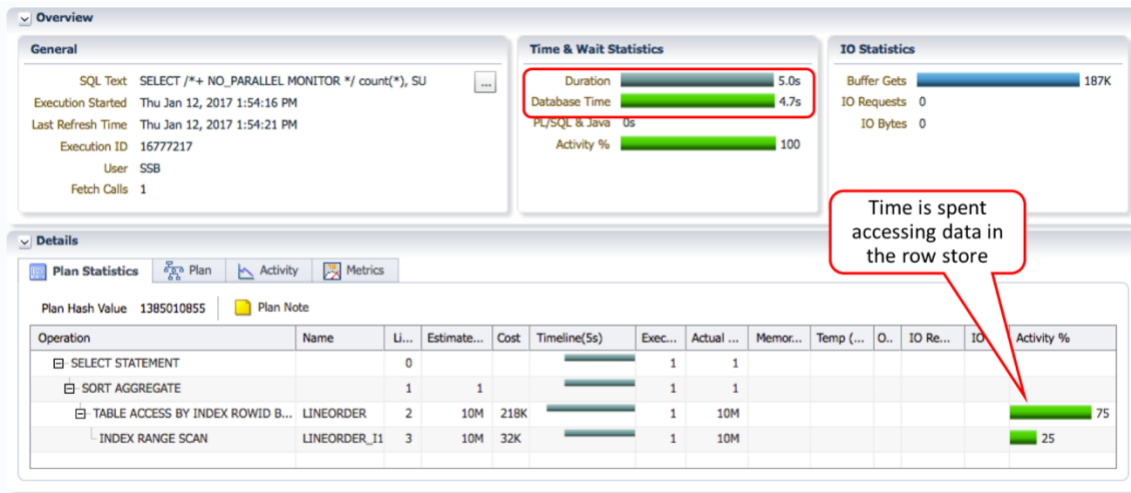 Overview
General
SQL Text SELECT /*+ NO_PARALLEL MONITOR */ count(*), SU ...
Execution Started Thu Jan 12, 2017 1:54:16 PM
Last Refresh Time Thu Jan 12, 2017 1:54:21 PM
Execution ID 16777217
User SSB
Fetch Calls 1
Time & Wait Statistics
Duration 5.0s
Database Time 4.7s
PL/SQL & Java 0s
Activity % 100
IO Statistics
Buffer Gets 187K
IO Requests 0
IO Bytes 0
Time is spent
accessing data in
the row store
Details
Plan Statistics Plan Activity Metrics
Plan Hash Value 1385010855 Plan Note
Operation Name Li... Estimate... Cost Timeline(5s) Exec... Actual ... Memor... Temp (... O.. IO Re... IO Activity %
SELECT STATEMENT 0 1 1
SORT AGGREGATE 1 1 1 1
TABLE ACCESS BY INDEX ROWID B... LINEORDER 2 10M 218K 1 10M 75
INDEX RANGE SCAN LINEORDER_I1 3 10M 32K 1 10M 25